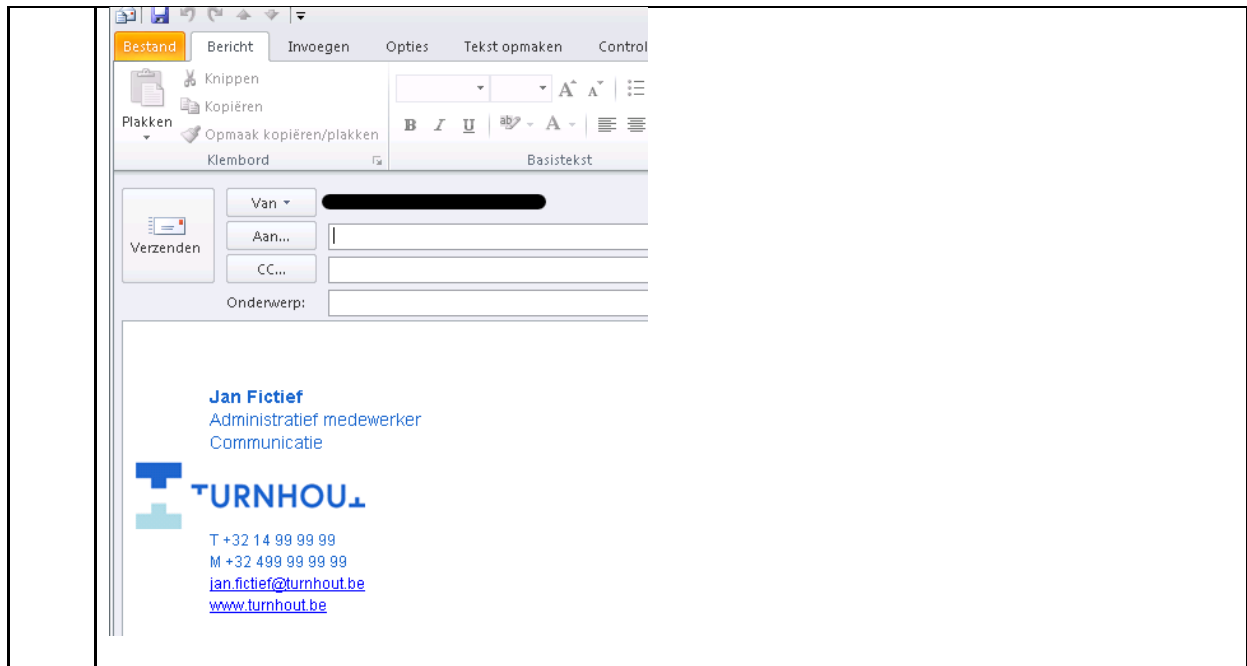 Bestand Bericht Invoegen Opties Tekst opmaken Control
Knippen
Kopiëren
Plakken
Opmaak kopiëren/plakken
B I U ab A
Klembord Basistekst
Van
Verzenden
Aan...
CC...
Onderwerp:
Jan Fictief
Administratief medewerker
Communicatie
TURNHOUT
T +32 14 99 99 99
M +32 499 99 99 99
jan.fictief@turnhout.be
www.turnhout.be